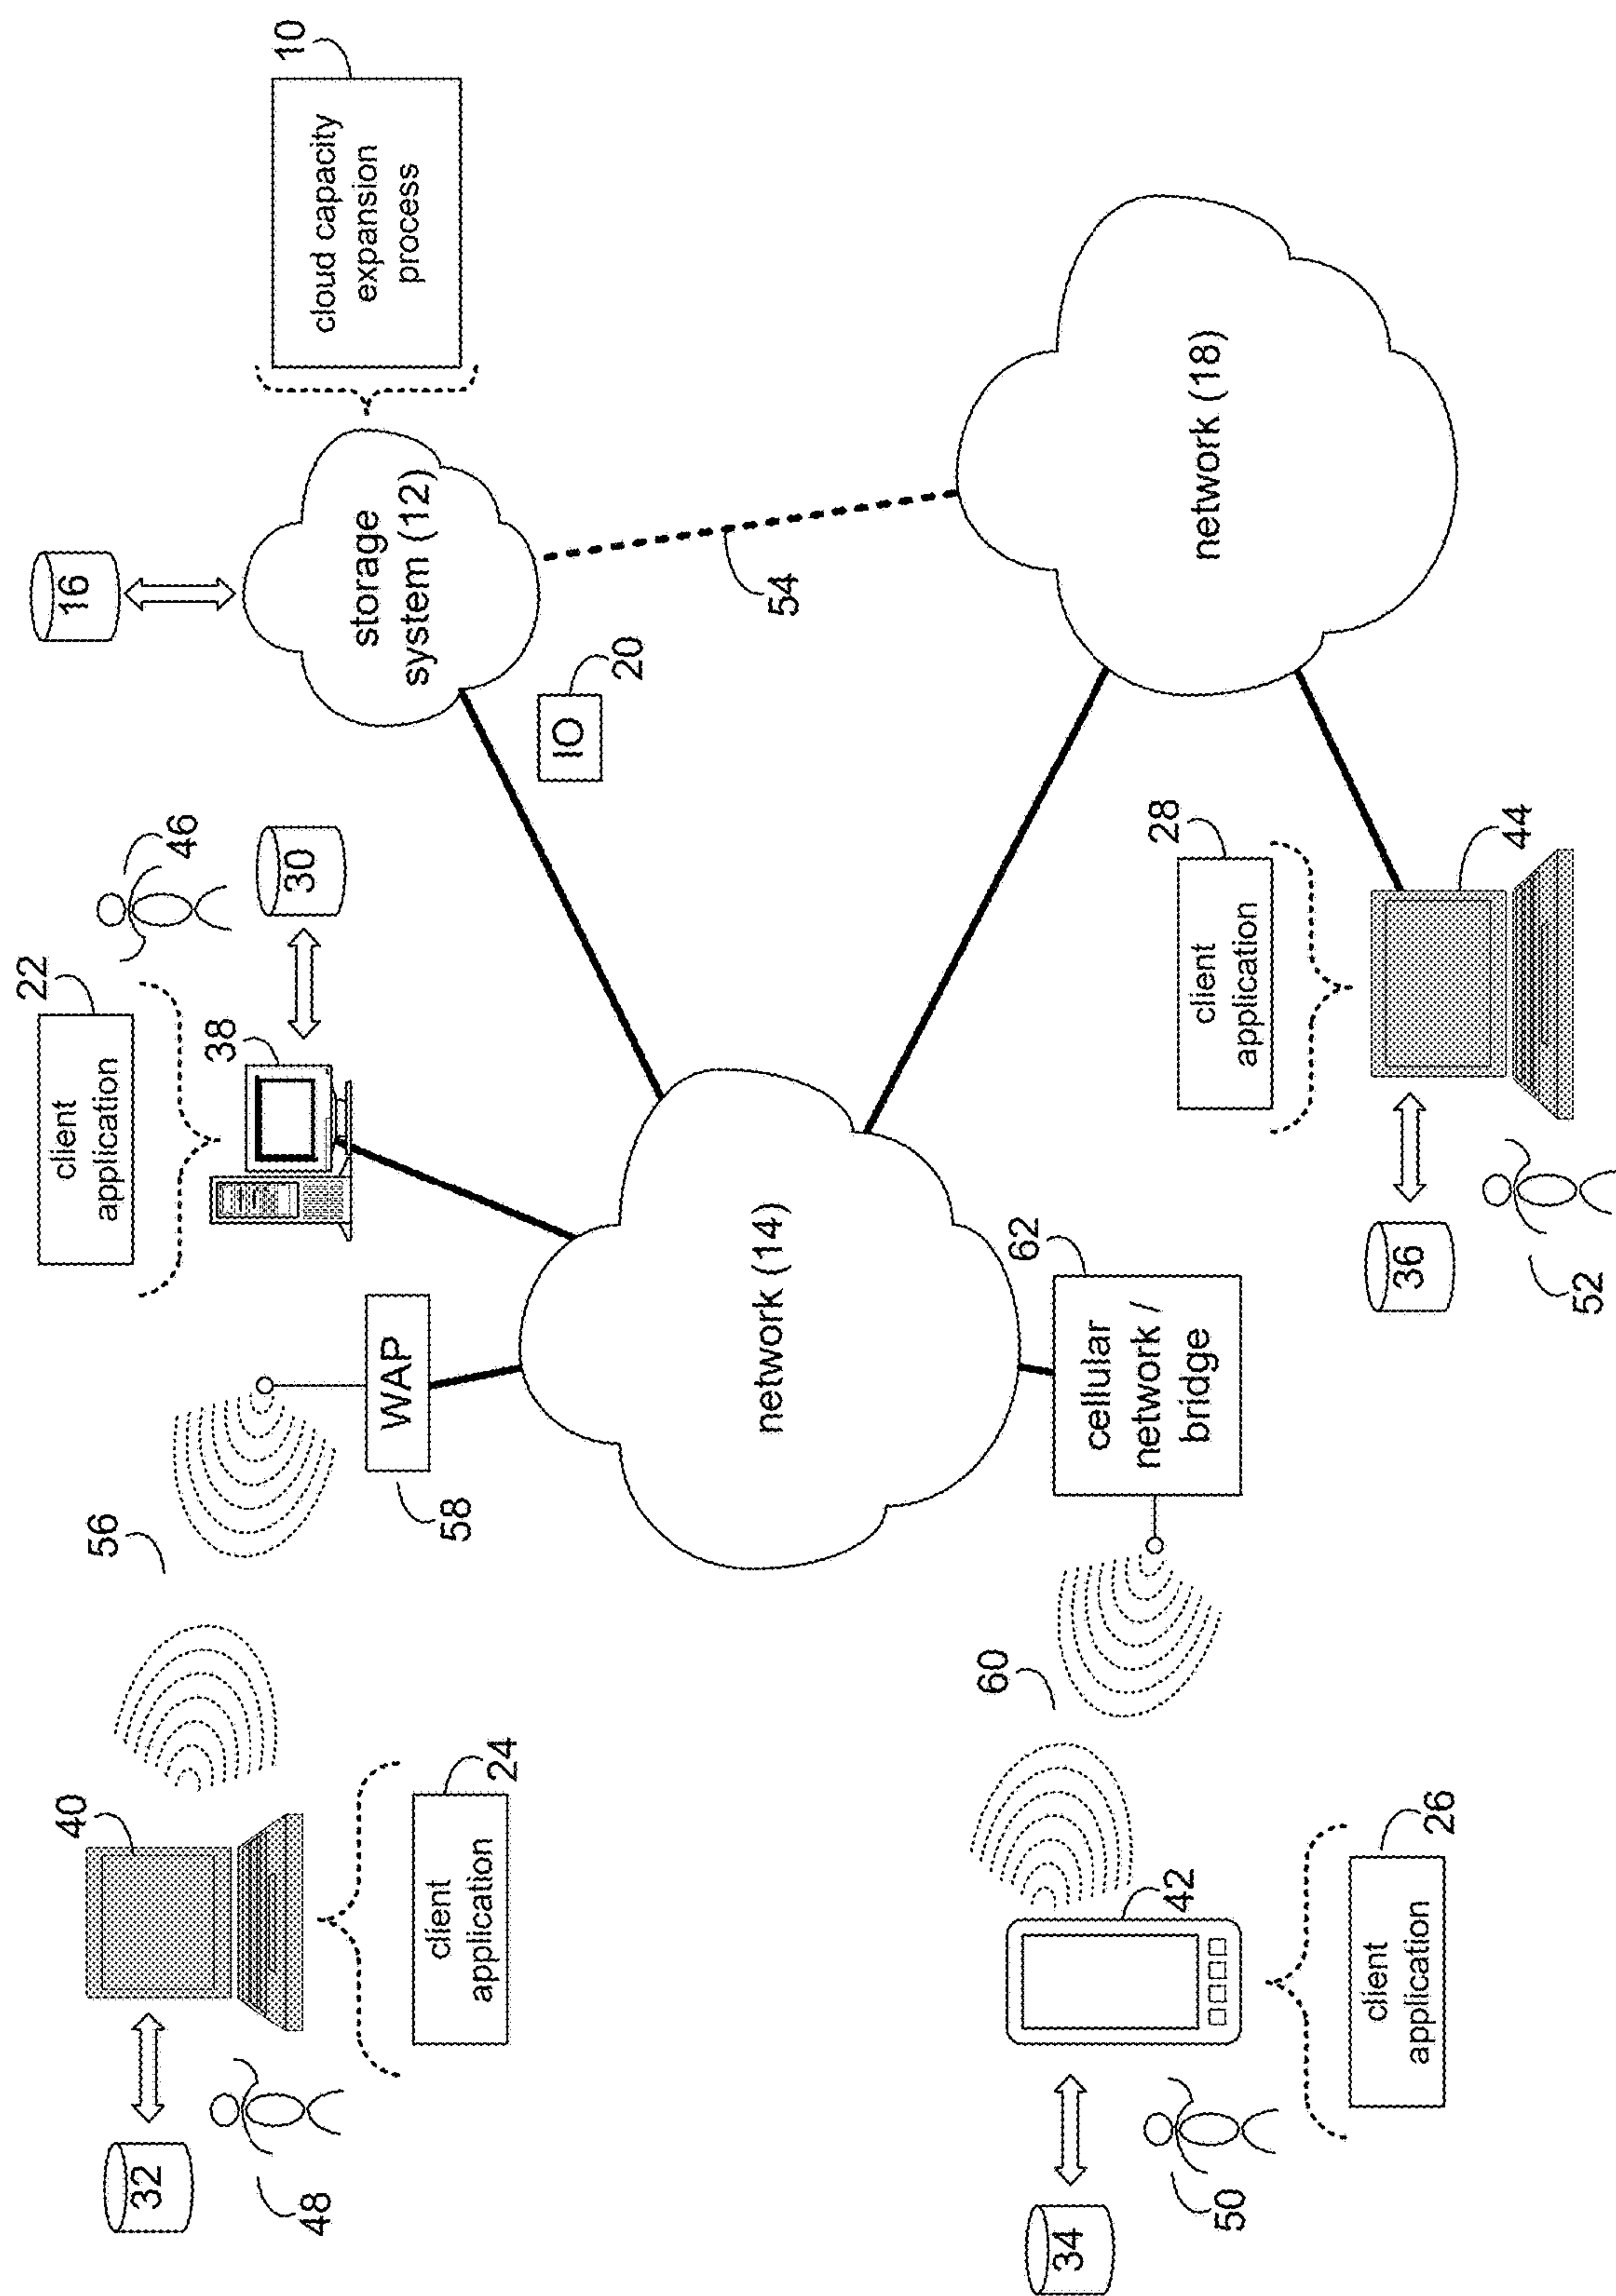 32
40
56
client
application
22
16
46
38
30
48
10
cloud capacity
expansion
process
WAP
58
storage
system (12)
24
client
application
IO
20
network (14)
54
60
62
cellular
network /
bridge
34
42
50
28
client
application
network (18)
26
client
application
36
44
52